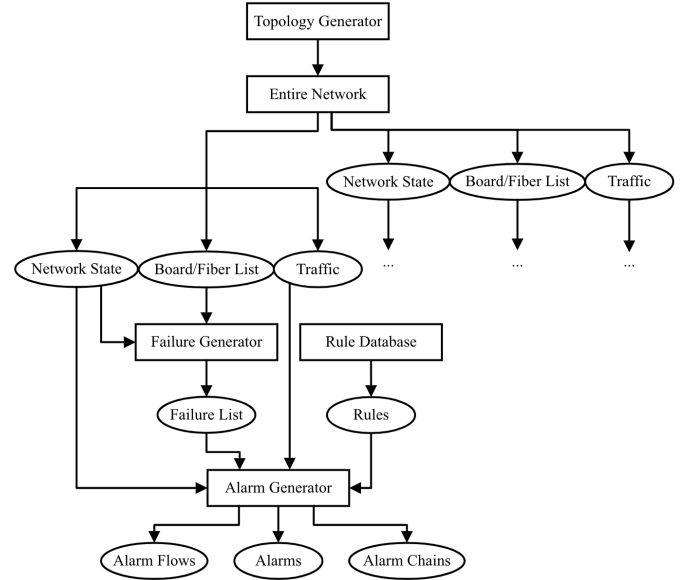 Topology Generator
Entire Network
Network State
Board/Fiber List
Traffic
...
...
...
Network State
Board/Fiber List
Traffic
Failure Generator
Rule Database
Failure List
Rules
Alarm Generator
Alarm Flows
Alarms
Alarm Chains